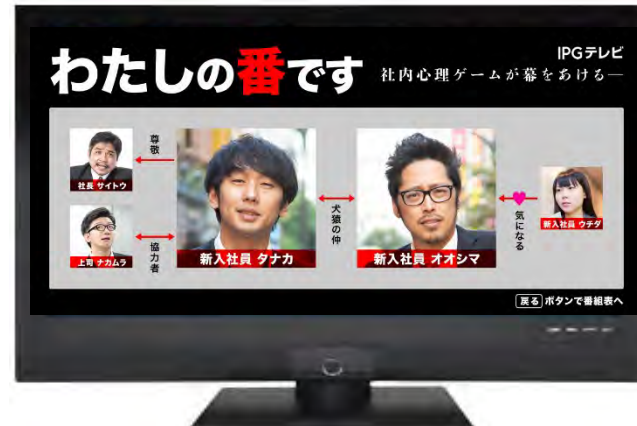 わたしの番です
社内心理ゲームが幕をあける—
IPGテレビ
社長 サイトウ
尊敬
上司 ナカムラ
協力者
新入社員 タナカ
犬猿の仲
新入社員 オオシマ
気になる
新入社員 ウチダ
戻る ボタンで番組表へ